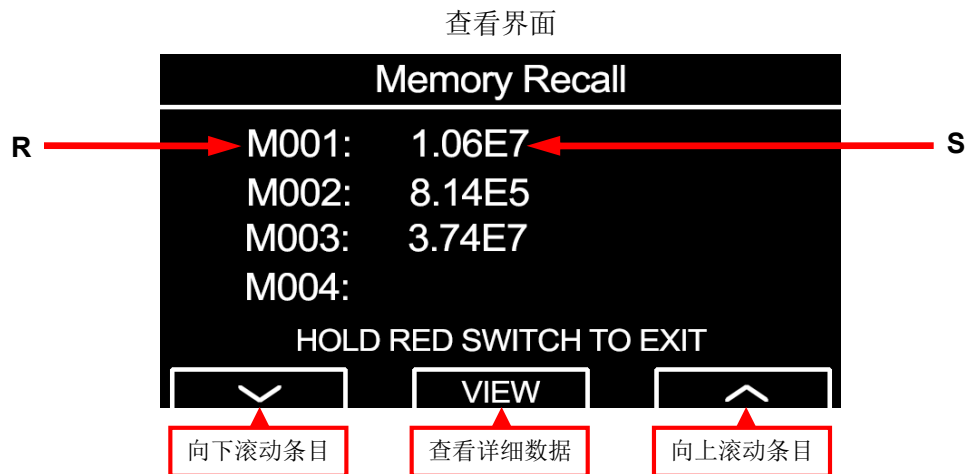 查看界面
Memory Recall
R M001: 1.06E7 S
M002: 8.14E5
M003: 3.74E7
M004:
HOLD RED SWITCH TO EXIT
VIEW
向下滚动条目 查看详细数据 向上滚动条目